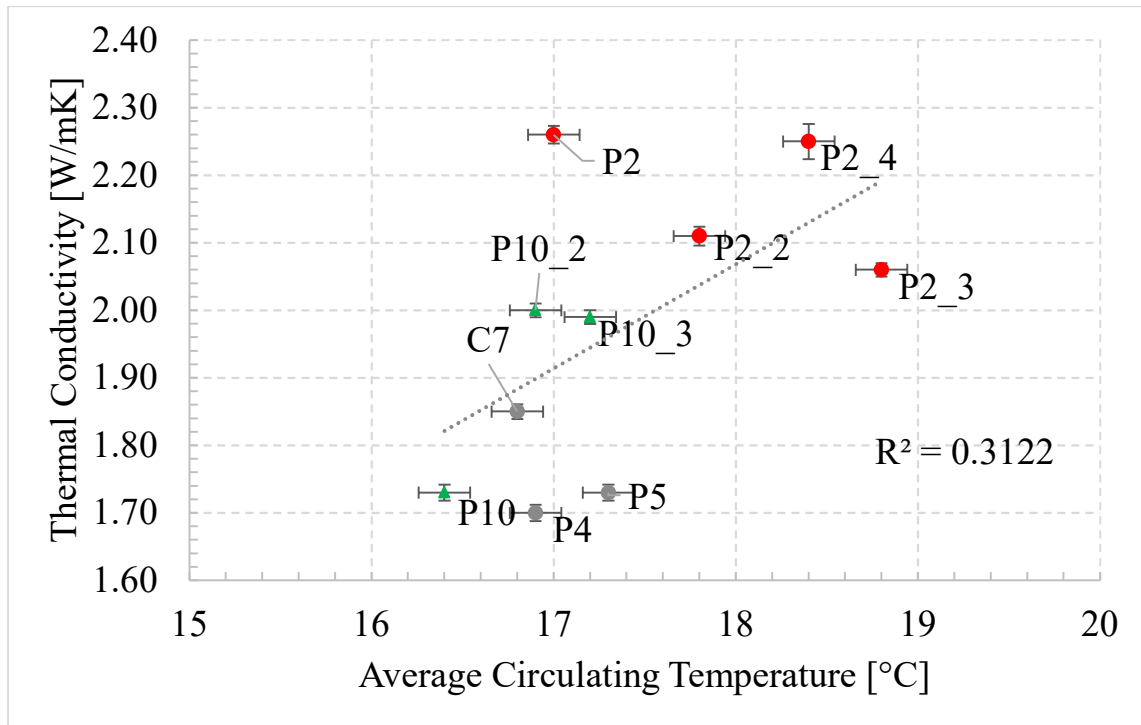 Thermal Conductivity [W/mK]
2.40
2.30
2.20
2.10
2.00
1.90
1.80
1.70
1.60
P2
P2_4
P10_2
P2_2
P2_3
C7
P10_3
R² = 0.3122
P10
P4
P5
15
16
17
18
19
20
Average Circulating Temperature [°C]